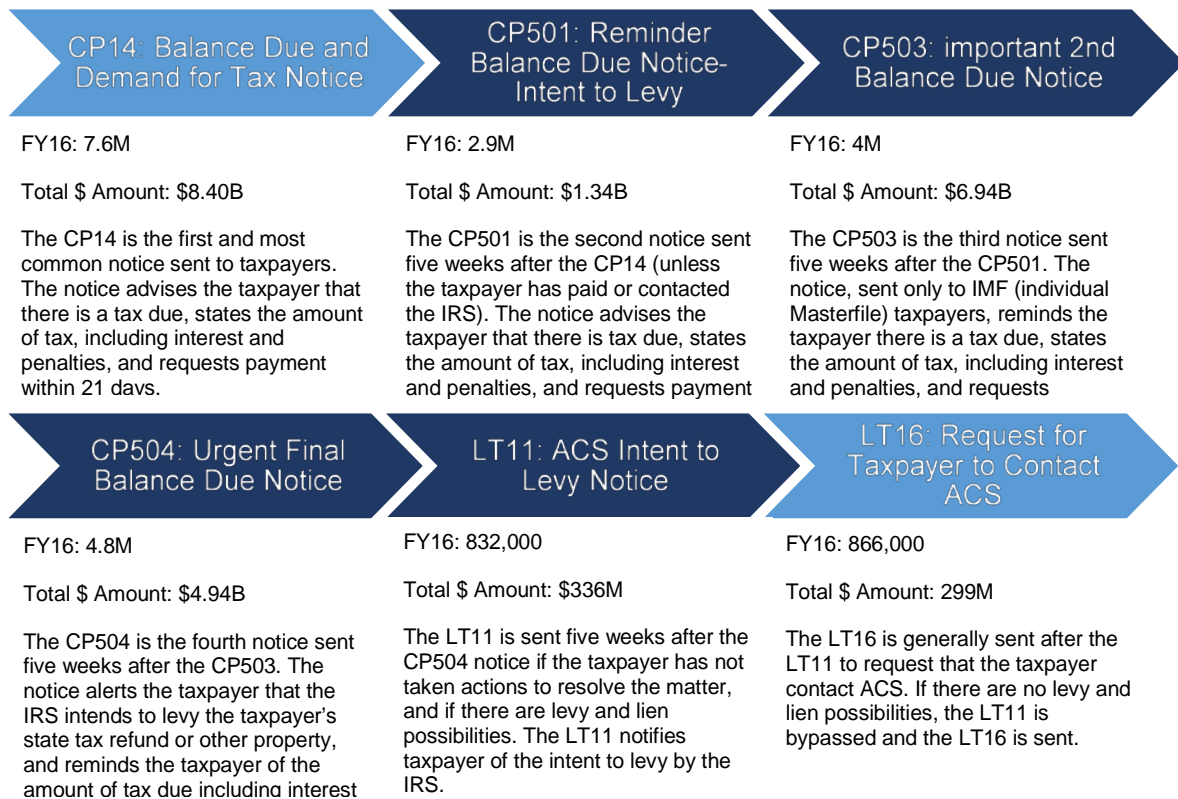 CP14: Balance Due and
Demand for Tax Notice
FY16: 7.6M
Total $ Amount: $8.40B
The CP14 is the first and most
common notice sent to taxpayers.
The notice advises the taxpayer that
there is a tax due, states the amount
of tax, including interest and
penalties, and requests payment
within 21 days.
CP501: Reminder
Balance Due Notice-
Intent to Levy
FY16: 2.9M
Total $ Amount: $1.34B
The CP501 is the second notice sent
five weeks after the CP14 (unless
the taxpayer has paid or contacted
the IRS). The notice advises the
taxpayer that there is tax due, states
the amount of tax, including interest
and penalties, and requests payment
CP503: important 2nd
Balance Due Notice
FY16: 4M
Total $ Amount: $6.94B
The CP503 is the third notice sent
five weeks after the CP501. The
notice, sent only to IMF (individual
Masterfile) taxpayers, reminds the
taxpayer there is a tax due, states
the amount of tax, including interest
and penalties, and requests
CP504: Urgent Final
Balance Due Notice
FY16: 4.8M
Total $ Amount: $4.94B
The CP504 is the fourth notice sent
five weeks after the CP503. The
notice alerts the taxpayer that the
IRS intends to levy the taxpayer's
state tax refund or other property,
and reminds the taxpayer of the
amount of tax due including interest
LT11: ACS Intent to
Levy Notice
FY16: 832,000
Total $ Amount: $336M
The LT11 is sent five weeks after the
CP504 notice if the taxpayer has not
taken actions to resolve the matter,
and if there are levy and lien
possibilities. The LT11 notifies
taxpayer of the intent to levy by the
IRS.
LT16: Request for
Taxpayer to Contact
ACS
FY16: 866,000
Total $ Amount: 299M
The LT16 is generally sent after the
LT11 to request that the taxpayer
contact ACS. If there are no levy and
lien possibilities, the LT11 is
bypassed and the LT16 is sent.